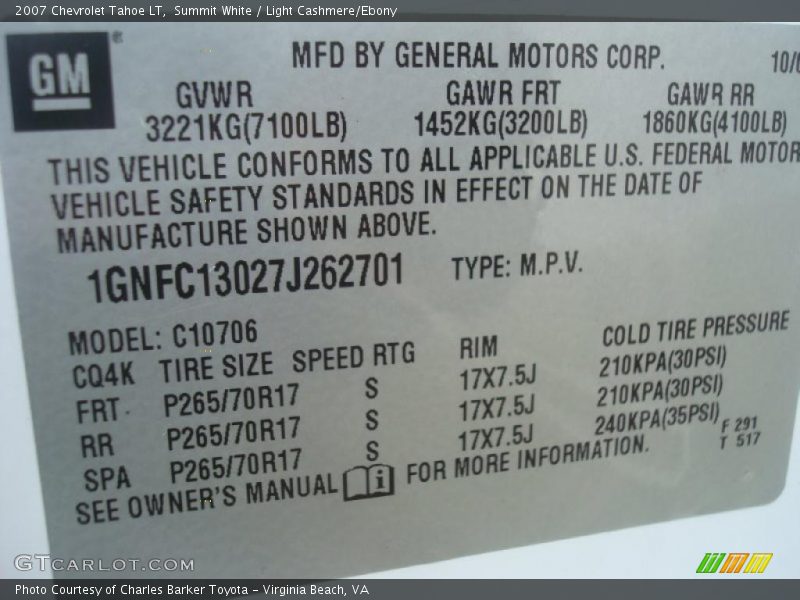 2007 Chevrolet Tahoe LT, Summit White / Light Cashmere/Ebony
GM
®
MFD BY GENERAL MOTORS CORP.
10/0
GVWR GAWR FRT GAWR RR
3221KG(7100LB) 1452KG(3200LB) 1860KG(4100LB)
THIS VEHICLE CONFORMS TO ALL APPLICABLE U.S. FEDERAL MOTOR
VEHICLE SAFETY STANDARDS IN EFFECT ON THE DATE OF
MANUFACTURE SHOWN ABOVE.
1GNFC13027J262701 TYPE: M.P.V.
MODEL: C10706
CQ4K TIRE SIZE SPEED RTG RIM COLD TIRE PRESSURE
FRT P265/70R17 S 17X7.5J 210KPA(30PSI)
RR P265/70R17 S 17X7.5J 210KPA(30PSI)
SPA P265/70R17 S 17X7.5J 240KPA(35PSI)
SEE OWNER'S MANUAL i FOR MORE INFORMATION.
F 291
T 517
GTCARLOT.COM
Photo Courtesy of Charles Barker Toyota - Virginia Beach, VA